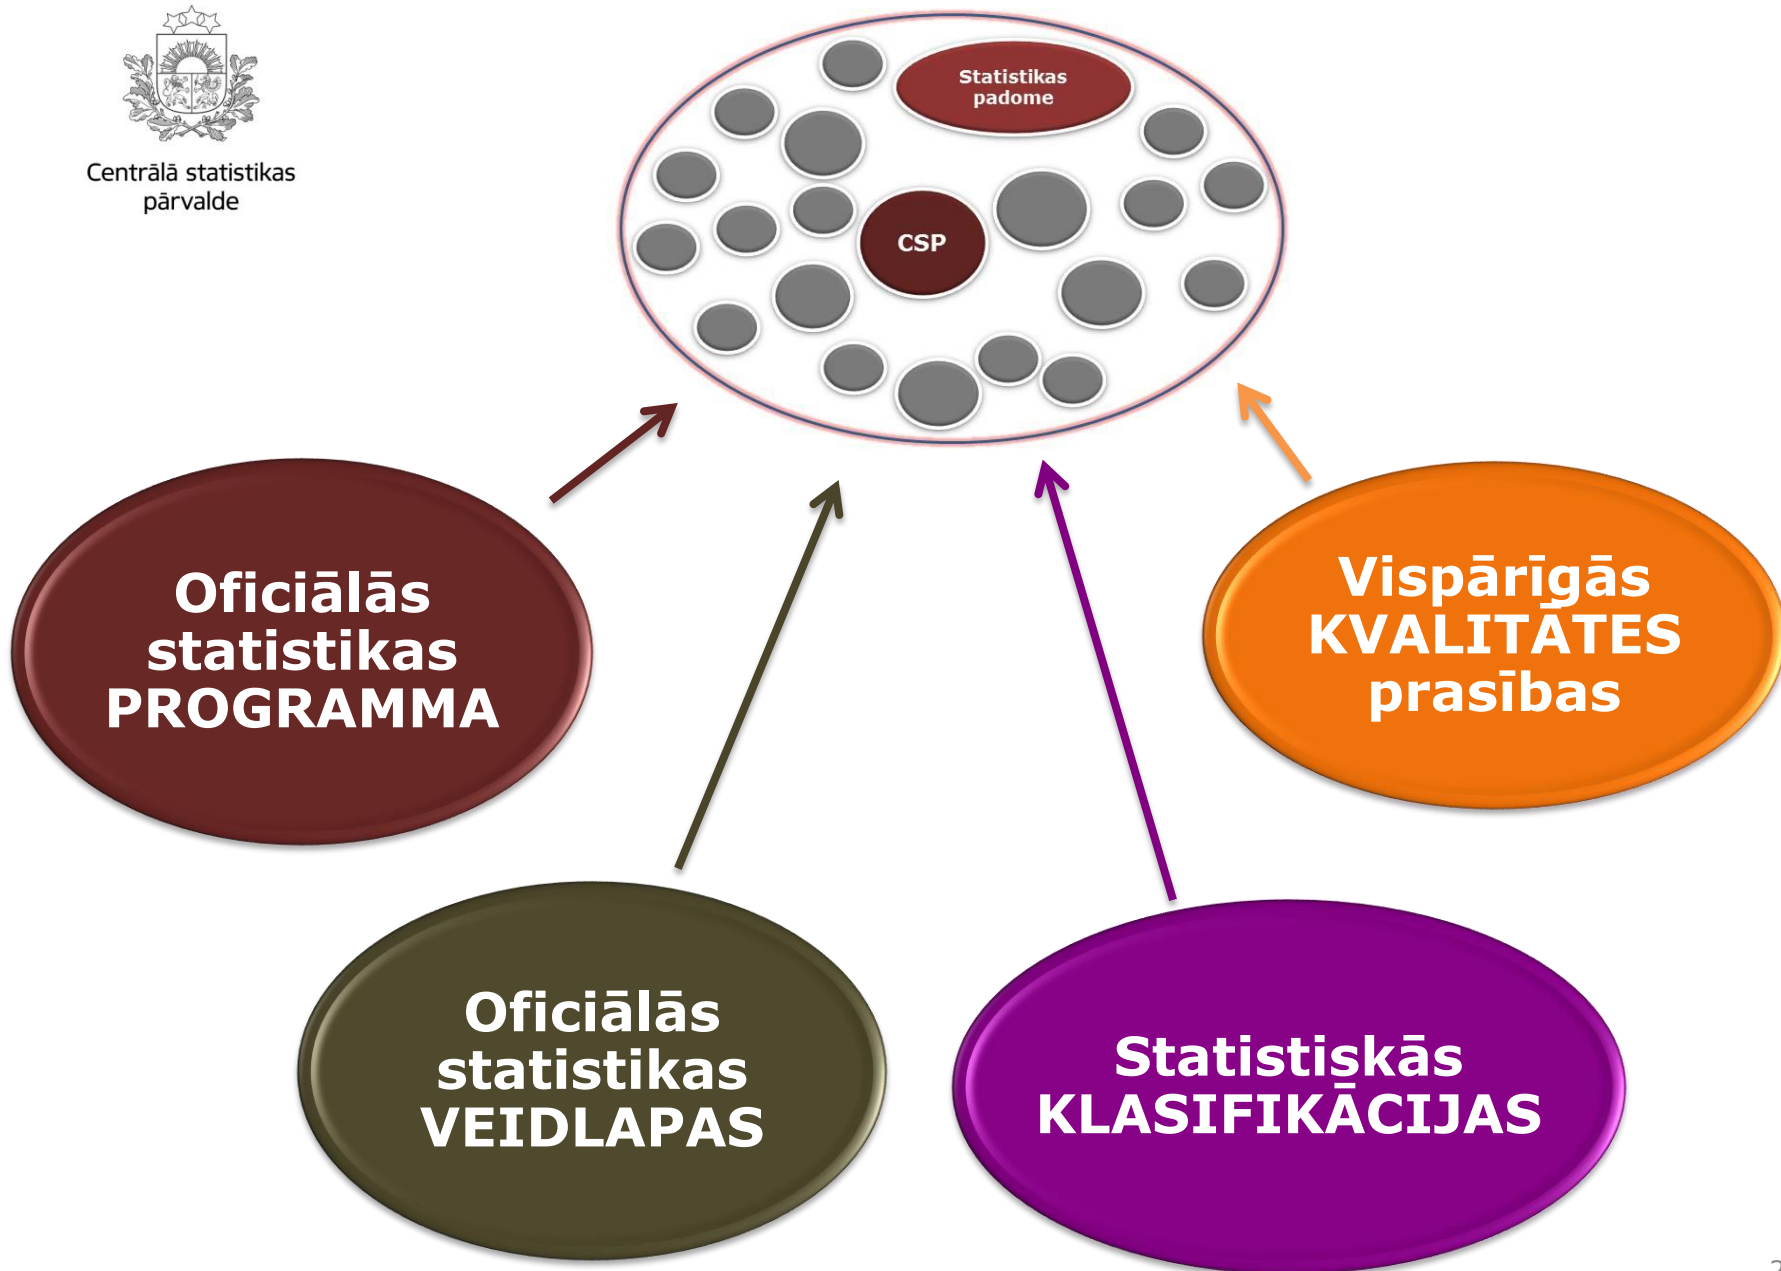 Centrālā statistikas
pārvalde
Statistikas
padome
CSP
Oficiālās
statistikas
PROGRAMMA
Vispārīgās
KVALITĀTES
prasības
Oficiālās
statistikas
VEIDLAPAS
Statistiskās
KLASIFIKĀCIJAS